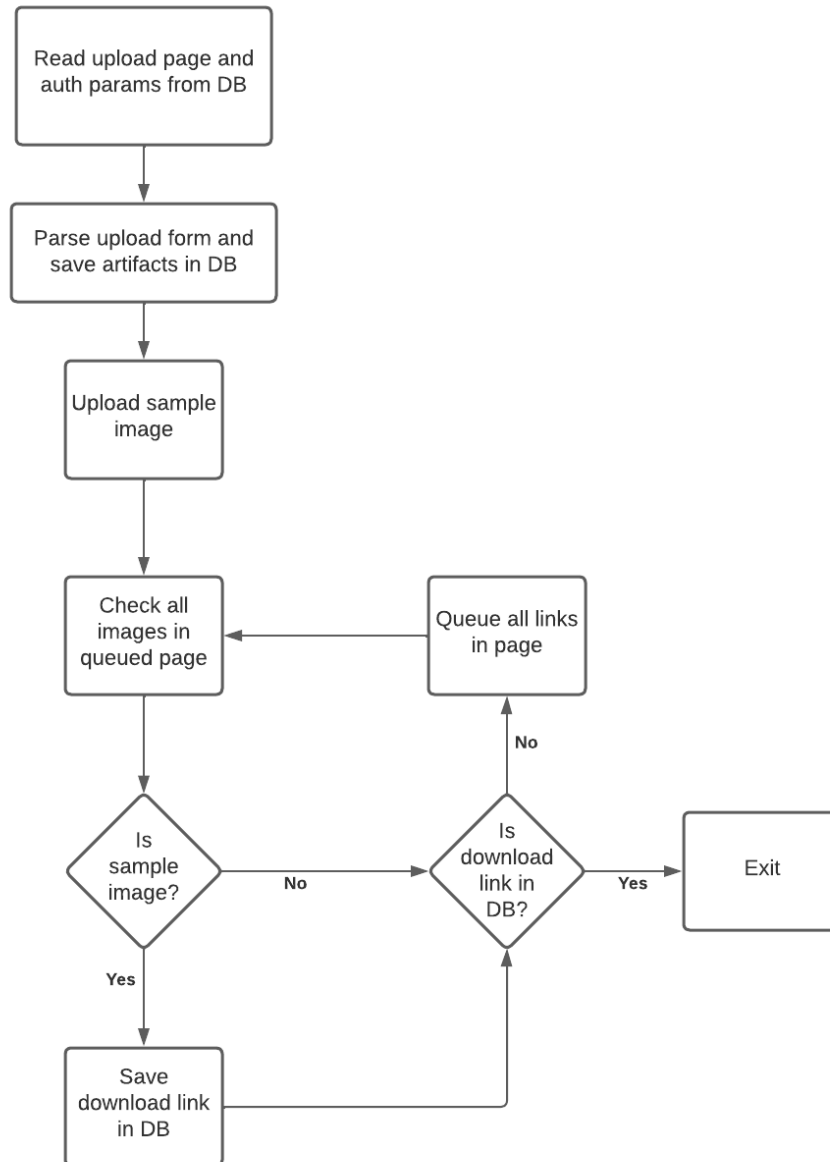 Read upload page and
auth params from DB
Parse upload form and
save artifacts in DB
Upload sample
image
Check all
images in
queued page
Queue all links
in page
No
Is
sample
image?
No
Is
download
link in
DB?
Yes
Exit
Yes
Save
download link
in DB